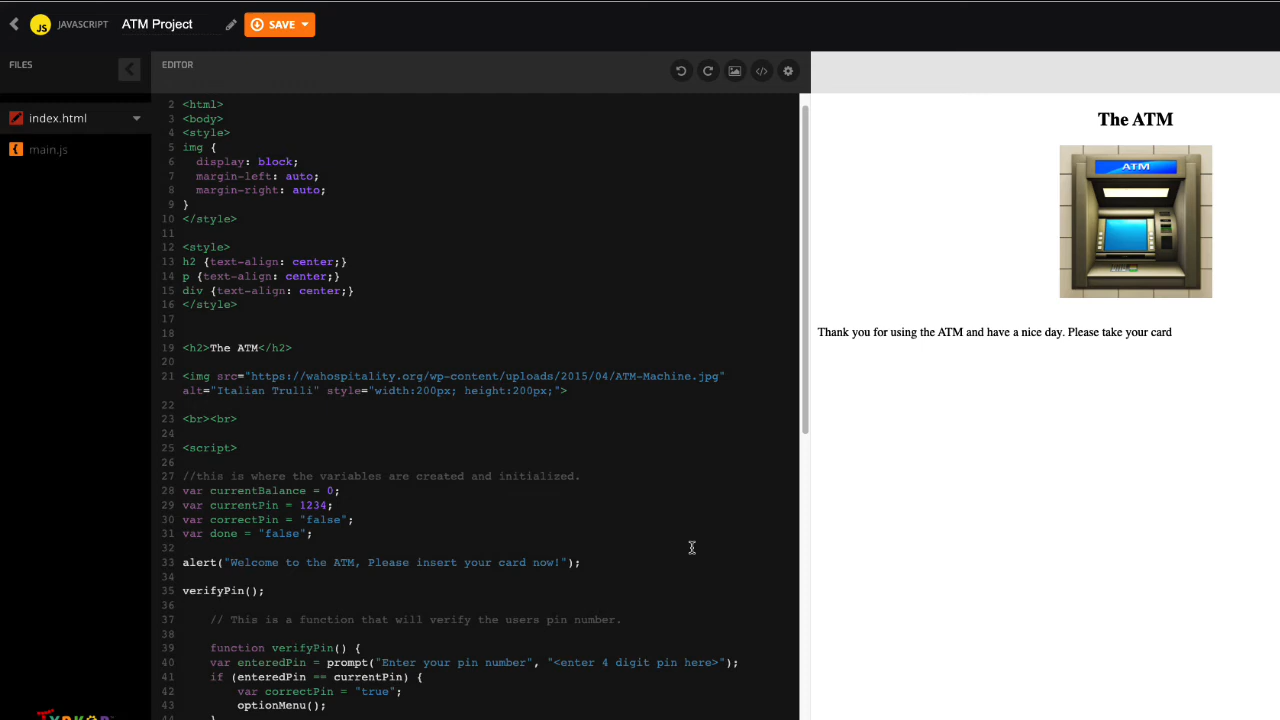 JS JAVASCRIPT ATM Project SAVE
FILES
EDITOR
index.html
main.js
2 <html>
3 <body>
4 <style>
5 img {
6 display: block;
7 margin-left: auto;
8 margin-right: auto;
9 }
10 </style>
11
12 <style>
13 h2 {text-align: center;}
14 p {text-align: center;}
15 div {text-align: center;}
16 </style>
17
18
19 <h2>The ATM</h2>
20
21 <img src="https://wahospitality.org/wp-content/uploads/2015/04/ATM-Machine.jpg"
alt="Italian Trulli" style="width:200px; height:200px;">
22
23 <br><br>
24
25 <script>
26
27 //this is where the variables are created and initialized.
28 var currentBalance = 0;
29 var currentPin = 1234;
30 var correctPin = "false";
31 var done = "false";
32
33 alert("Welcome to the ATM, Please insert your card now!");
34
35 verifyPin();
36
37 // This is a function that will verify the users pin number.
38
39 function verifyPin() {
40 var enteredPin = prompt("Enter your pin number", "<enter 4 digit pin here>");
41 if (enteredPin == currentPin) {
42 var correctPin = "true";
43 optionMenu();
44 }
The ATM
ATM
Thank you for using the ATM and have a nice day. Please take your card